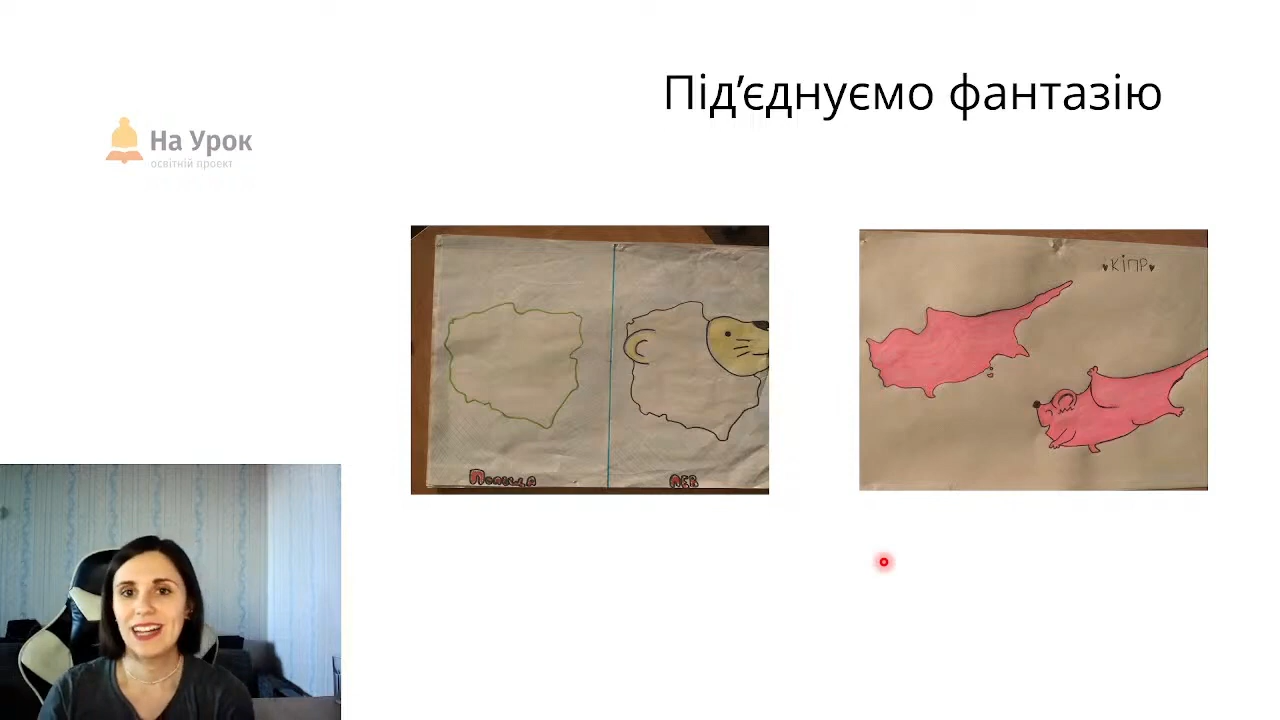 Під’єднуємо фантазію
На Урок
освітній проект
Польща
ЛЕВ
КІПР